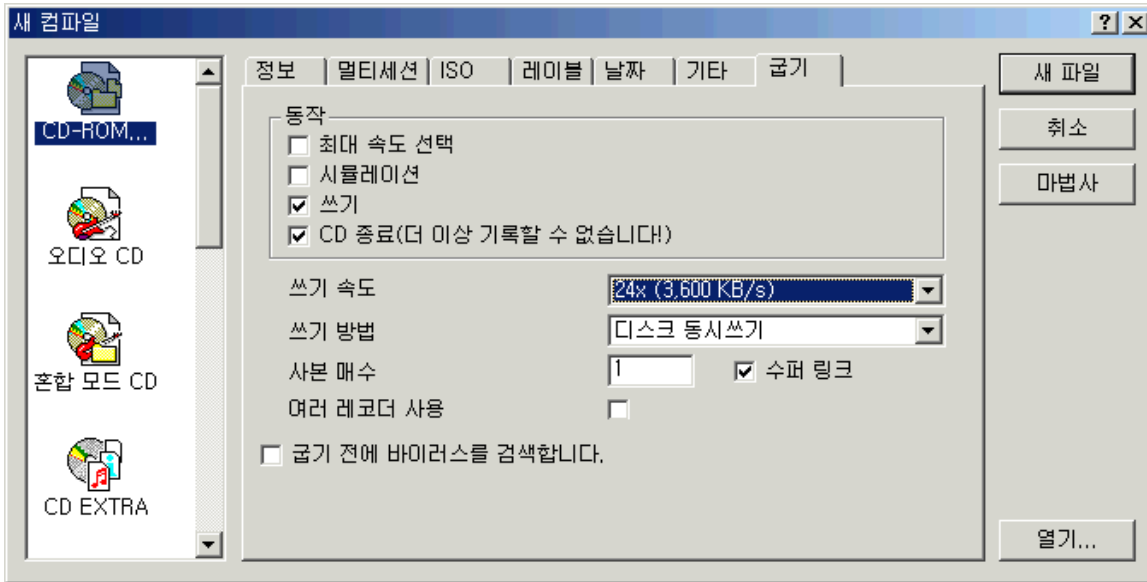 새 컴파일
CD-ROM...
오디오 CD
혼합 모드 CD
CD EXTRA
정보 멀티세션 ISO 레이블 날짜 기타 굽기
동작
최대 속도 선택
시뮬레이션
쓰기
CD 종료(더 이상 기록할 수 없습니다!)
쓰기 속도 24x (3,600 KB/s)
쓰기 방법 디스크 동시쓰기
사본 매수 1 수퍼 링크
여러 레코더 사용
굽기 전에 바이러스를 검색합니다.
새 파일
취소
마법사
열기...